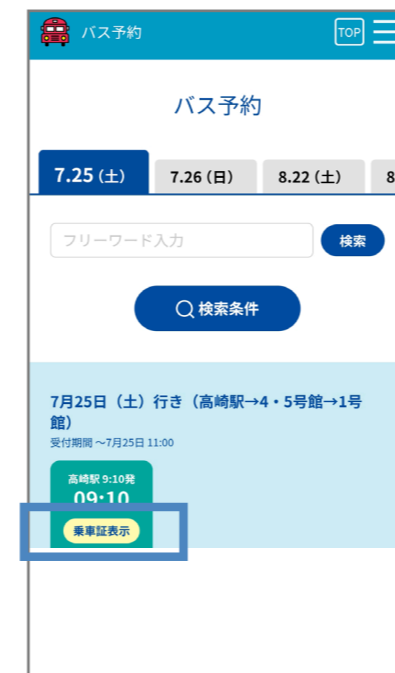 バス予約
TOP
バス予約
7.25（土）
7.26（日）
8.22（土）
8
フリーワード入力
検索
検索条件
7月25日（土）行き（高崎駅→4・5号館→1号
館）
受付期間 ～7月25日 11:00
高崎駅 9:10発
09:10
乗車証表示